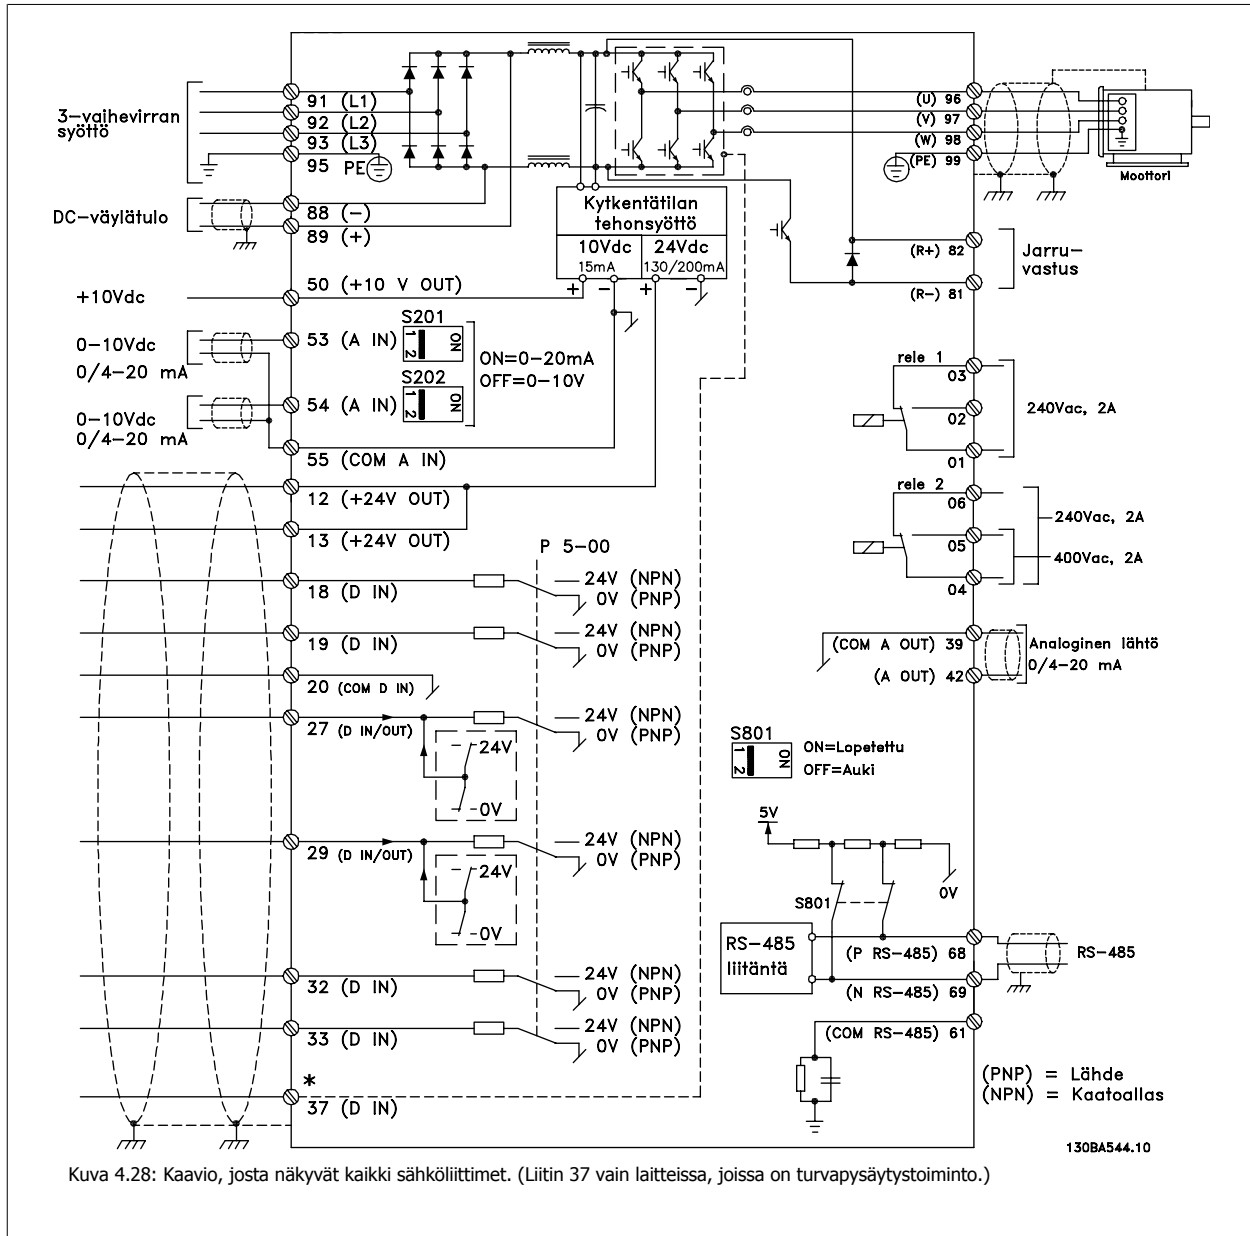 3-vaihevirran
syöttö
91 (L1)
92 (L2)
93 (L3)
95 PE
DC-väylätulo
88 (-)
89 (+)
+10Vdc
50 (+10 V OUT)
0-10Vdc
0/4-20 mA
53 (A IN)
S201
1 2 ON
S202
1 2 ON
ON=0-20mA
OFF=0-10V
0-10Vdc
0/4-20 mA
54 (A IN)
55 (COM A IN)
12 (+24V OUT)
13 (+24V OUT)
Kytkentätilan
tehonsyöttö
10Vdc
15mA
24Vdc
130/200mA
+ - + -
P 5-00
18 (D IN)
24V (NPN)
0V (PNP)
19 (D IN)
24V (NPN)
0V (PNP)
20 (COM D IN)
27 (D IN/OUT)
24V (NPN)
0V (PNP)
24V
0V
29 (D IN/OUT)
24V (NPN)
0V (PNP)
24V
0V
32 (D IN)
24V (NPN)
0V (PNP)
33 (D IN)
24V (NPN)
0V (PNP)
*
37 (D IN)
(U) 96
(V) 97
(W) 98
(PE) 99
Moottori
(R+) 82
(R-) 81
Jarru-
vastus
rele 1
03
02
01
240Vac, 2A
rele 2
06
05
04
240Vac, 2A
400Vac, 2A
(COM A OUT) 39
(A OUT) 42
Analoginen lähtö
0/4-20 mA
S801
1 2 ON
ON=Lopetettu
OFF=Auki
5V
S801
0V
RS-485
liitäntä
(P RS-485) 68
(N RS-485) 69
RS-485
(COM RS-485) 61
(PNP) = Lähde
(NPN) = Kaatoallas
130BA544.10
Kuva 4.28: Kaavio, josta näkyvät kaikki sähköliittimet. (Liitin 37 vain laitteissa, joissa on turvapysäytystoiminto.)